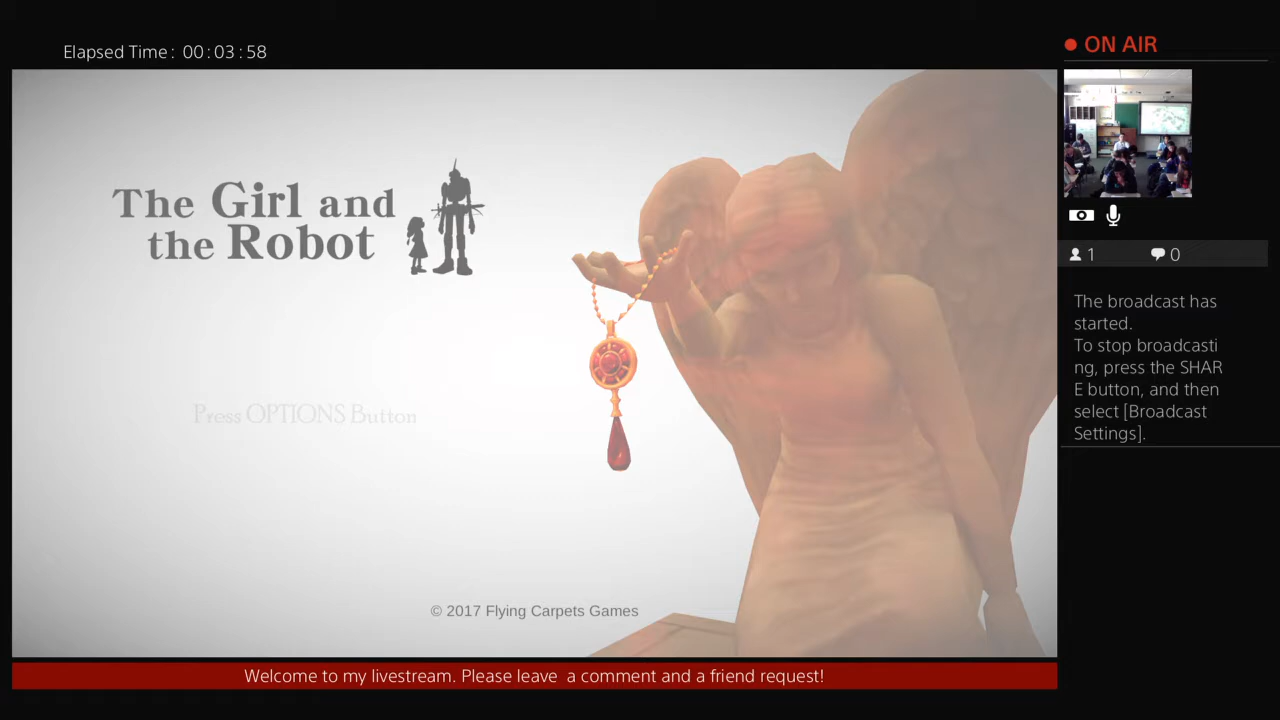 Elapsed Time: 00:03:58
ON AIR
1 0
The Girl and
the Robot
The broadcast has
started.
To stop broadcasti
ng, press the SHAR
E button, and then
select [Broadcast
Settings].
Press OPTIONS Button
© 2017 Flying Carpets Games
Welcome to my livestream. Please leave a comment and a friend request!